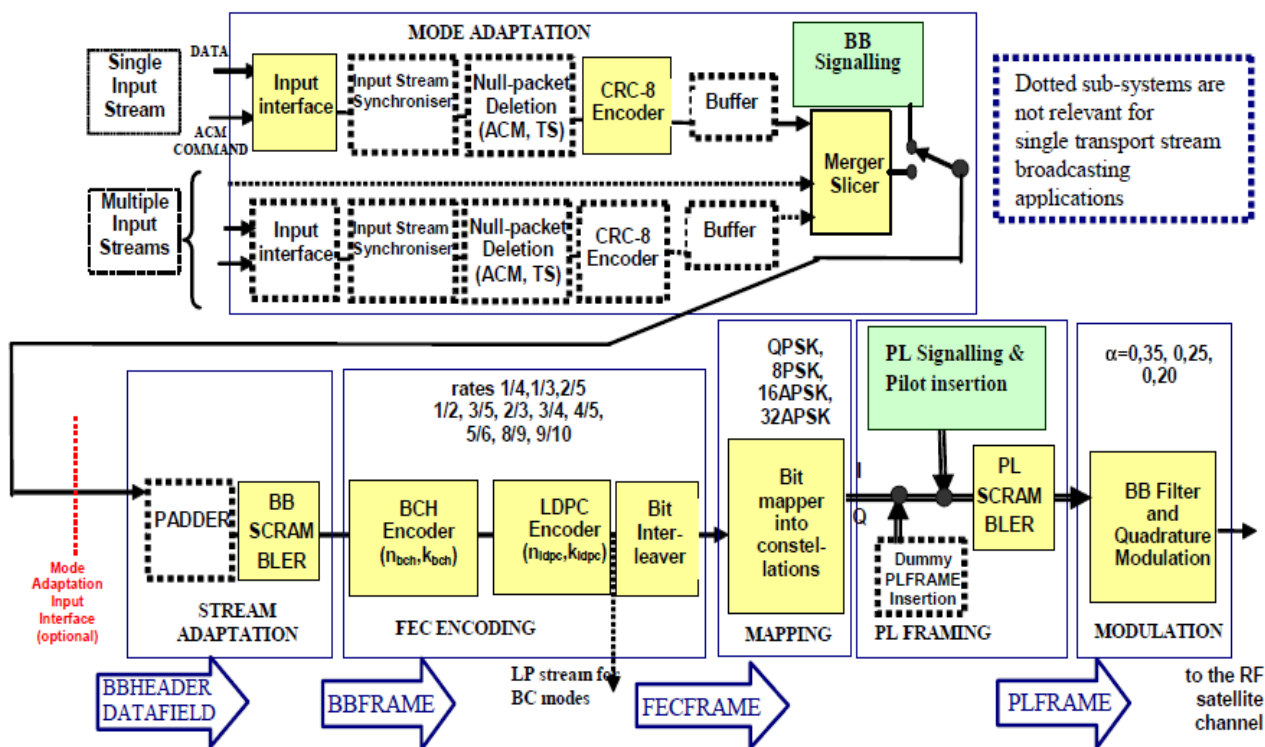 MODE ADAPTATION
Single
Input
Stream
DATA
ACM
COMMAND
Input
interface
Input Stream
Synchroniser
Null-packet
Deletion
(ACM, TS)
CRC-8
Encoder
Buffer
BB
Signalling
Merger
Slicer
Dotted sub-systems are
not relevant for
single transport stream
broadcasting
applications
Multiple
Input
Streams
Input
interface
Input Stream
Synchroniser
Null-packet
Deletion
(ACM, TS)
CRC-8
Encoder
Buffer
Mode
Adaptation
Input
Interface
(optional)
PADDER
BB
SCRAM
BLER
STREAM
ADAPTATION
rates 1/4,1/3,2/5
1/2, 3/5, 2/3, 3/4, 4/5,
5/6, 8/9, 9/10
BCH
Encoder
(nbch,kbch)
LDPC
Encoder
(nldpc,kldpc)
Bit
Inter-
leaver
FEC ENCODING
LP stream for
BC modes
QPSK,
8PSK,
16APSK,
32APSK
Bit
mapper
into
constel-
lations
MAPPING
I
Q
PL Signalling &
Pilot insertion
Dummy
PLFRAME
Insertion
PL
SCRAM
BLER
PL FRAMING
α=0,35, 0,25,
0,20
BB Filter
and
Quadrature
Modulation
MODULATION
BBHEADER
DATAFIELD
BBFRAME
FECFRAME
PLFRAME
to the RF
satellite
channel